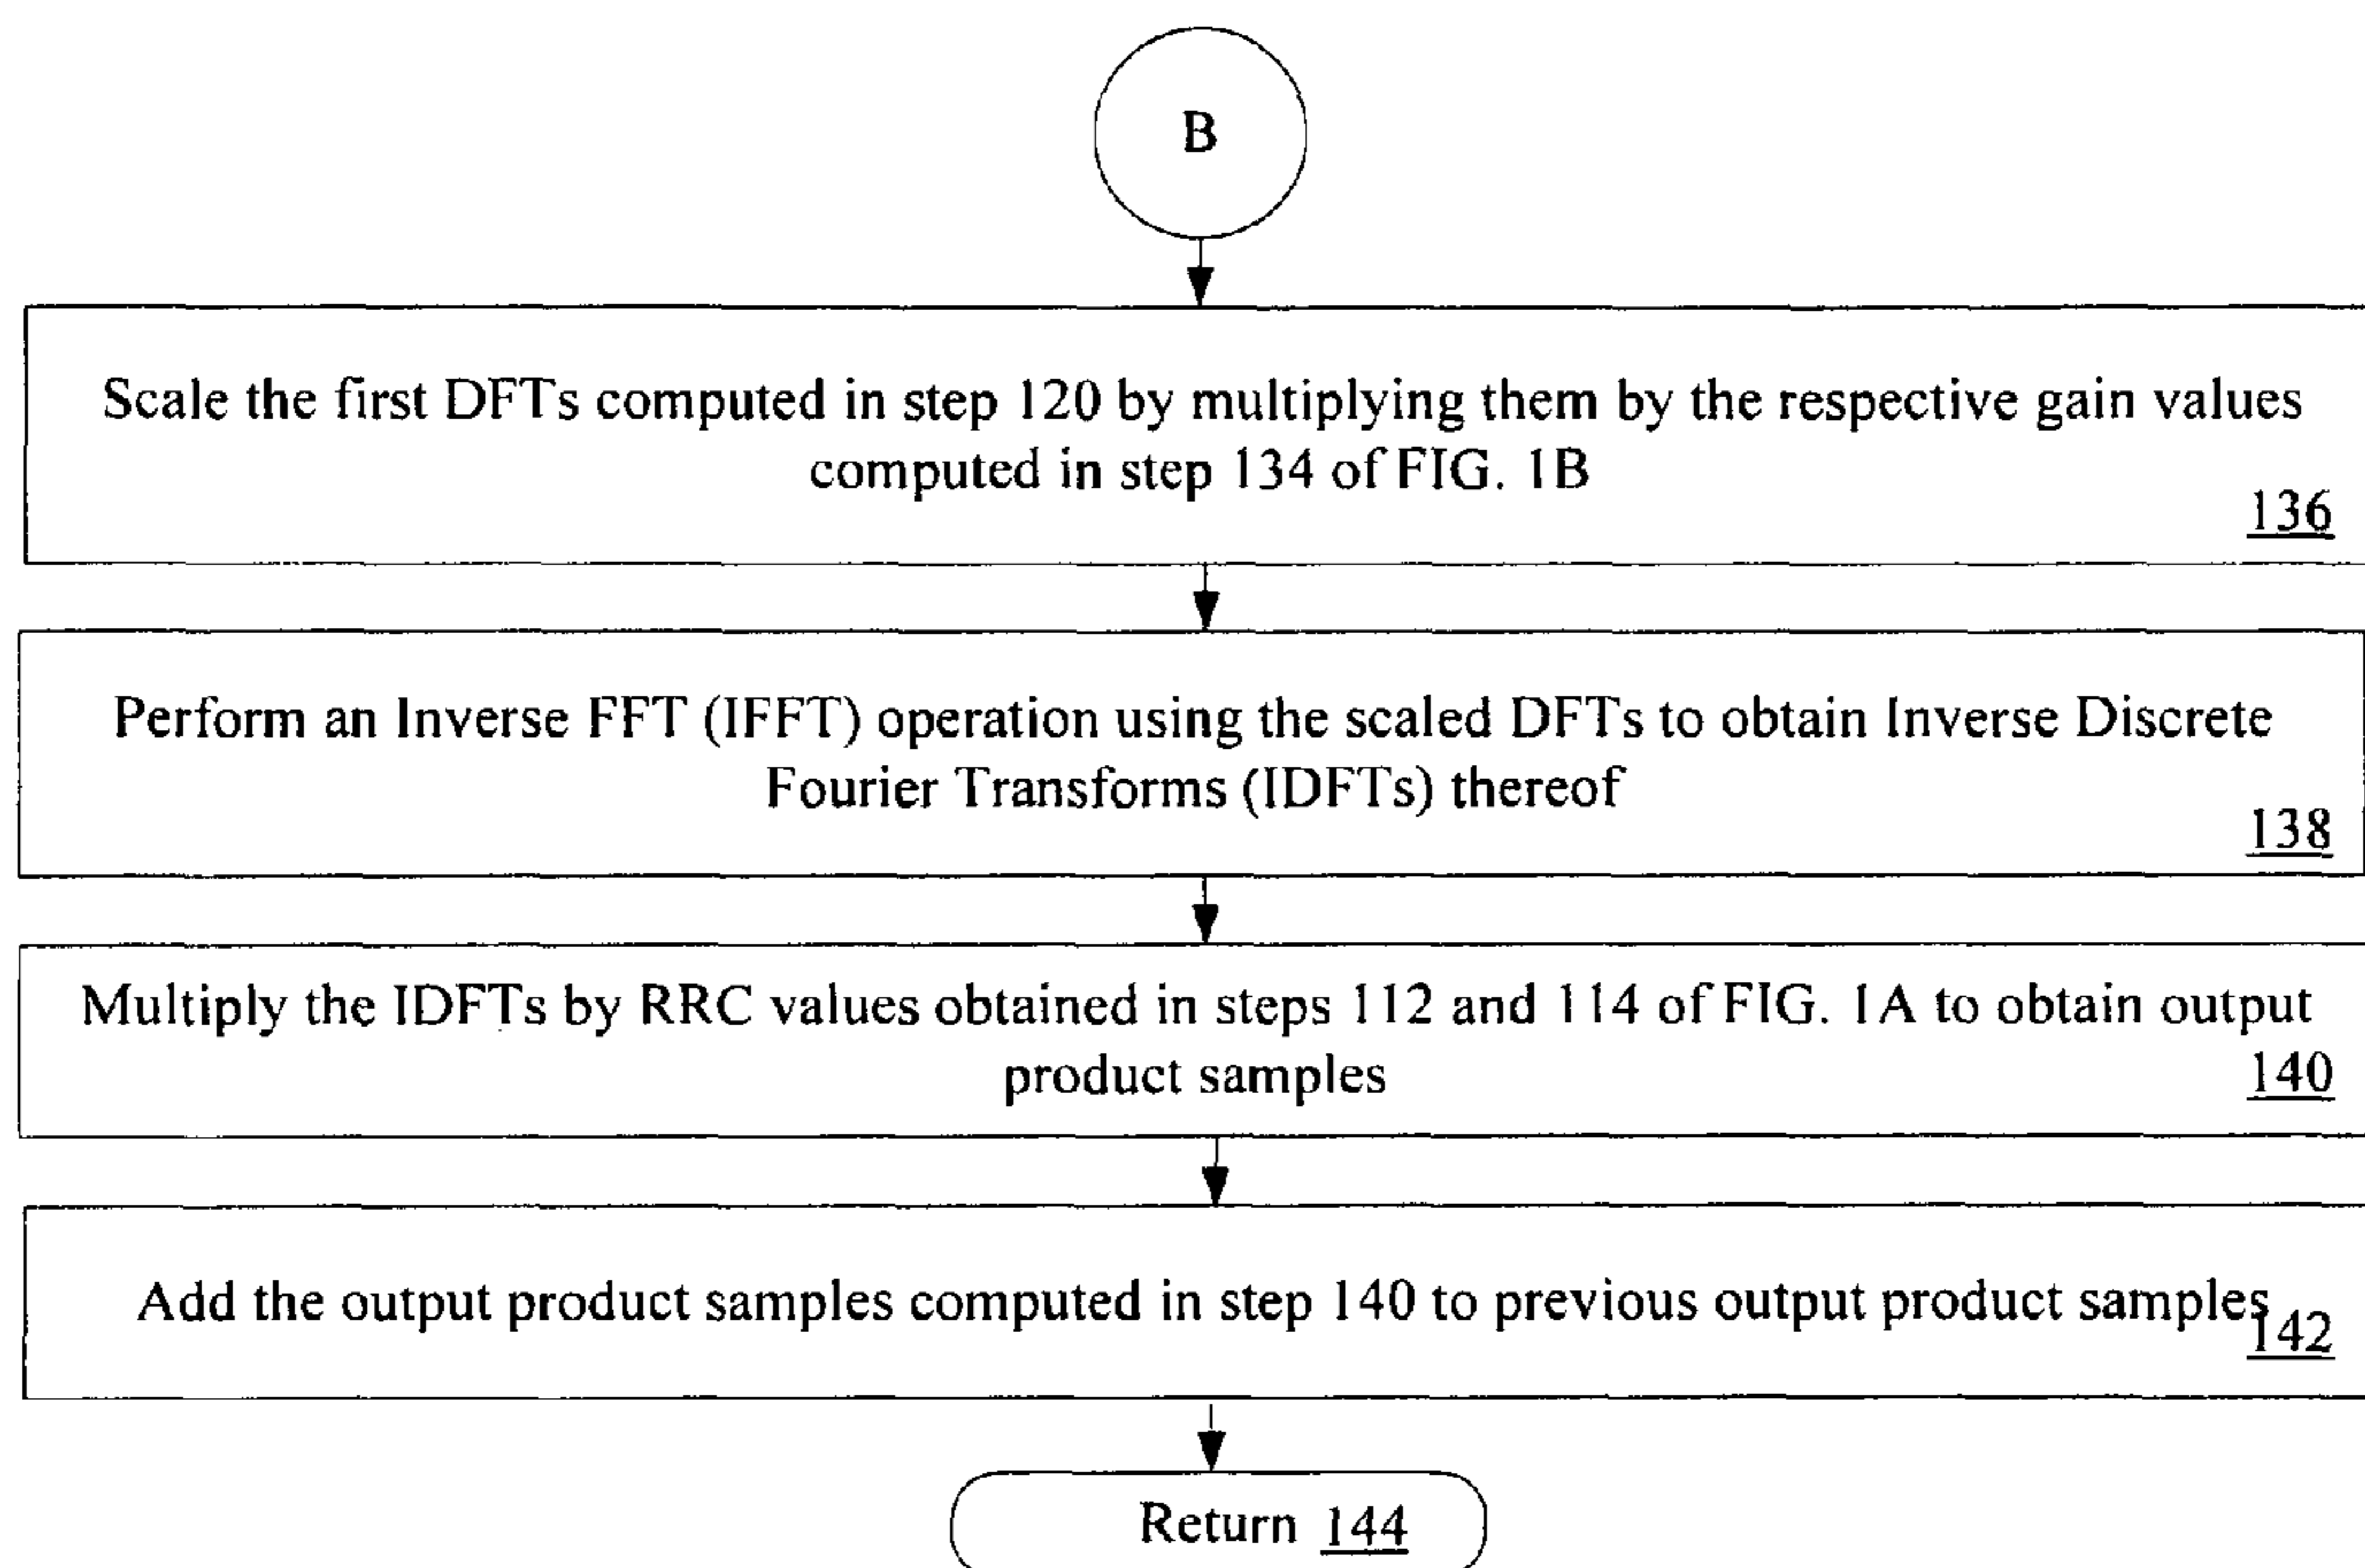 B
Scale the first DFTs computed in step 120 by multiplying them by the respective gain values
computed in step 134 of FIG. 1B
136
Perform an Inverse FFT (IFFT) operation using the scaled DFTs to obtain Inverse Discrete
Fourier Transforms (IDFTs) thereof
138
Multiply the IDFTs by RRC values obtained in steps 112 and 114 of FIG. 1A to obtain output
product samples
140
Add the output product samples computed in step 140 to previous output product samples
142
Return 144